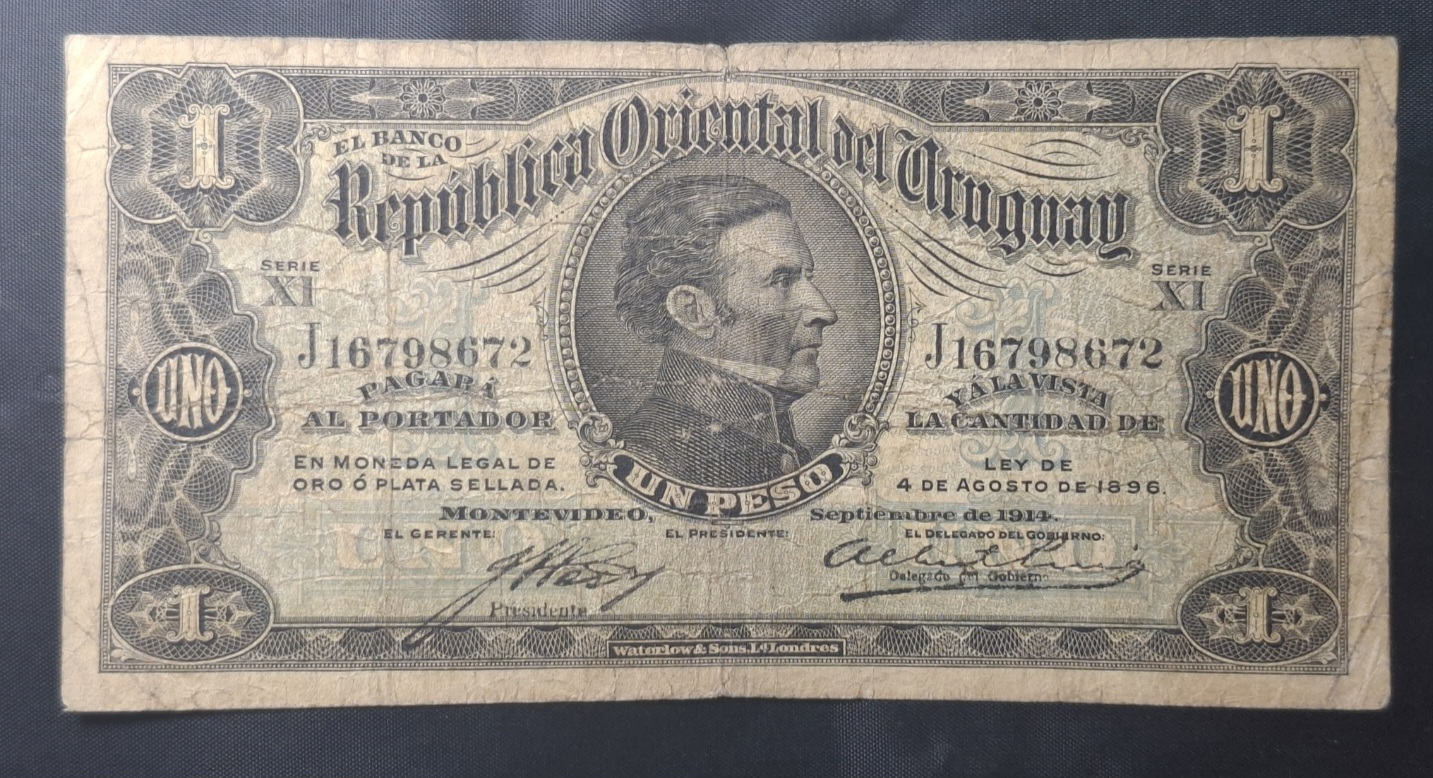 1
1
EL BANCO
DE LA
República Oriental del Uruguay
SERIE
XI
SERIE
XI
J16798672
J16798672
PAGARÁ
AL PORTADOR
Y Á LA VISTA
LA CANTIDAD DE
UNO
UNO
EN MONEDA LEGAL DE
ORO Ó PLATA SELLADA.
LEY DE
4 DE AGOSTO DE 1896.
UN PESO
MONTEVIDEO, Septiembre de 1914.
EL GERENTE: EL PRESIDENTE: EL DELEGADO DEL GOBIERNO:
UNO
Delegado del Gobierno
Presidente
1
1
Waterlow & Sons. Ld. Londres